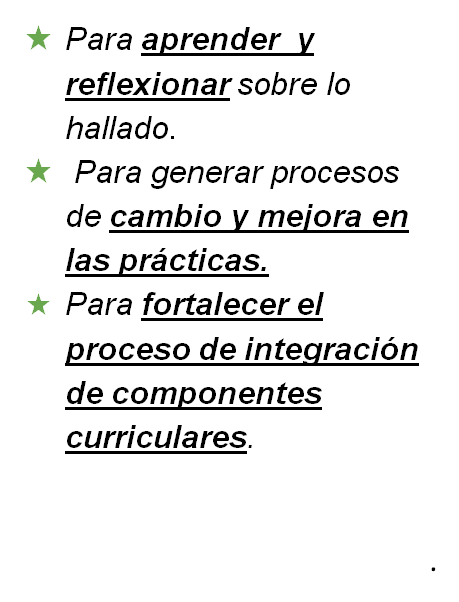 ★ Para aprender y
reflexionar sobre lo
hallado.
★ Para generar procesos
de cambio y mejora en
las prácticas.
★ Para fortalecer el
proceso de integración
de componentes
curriculares.
.